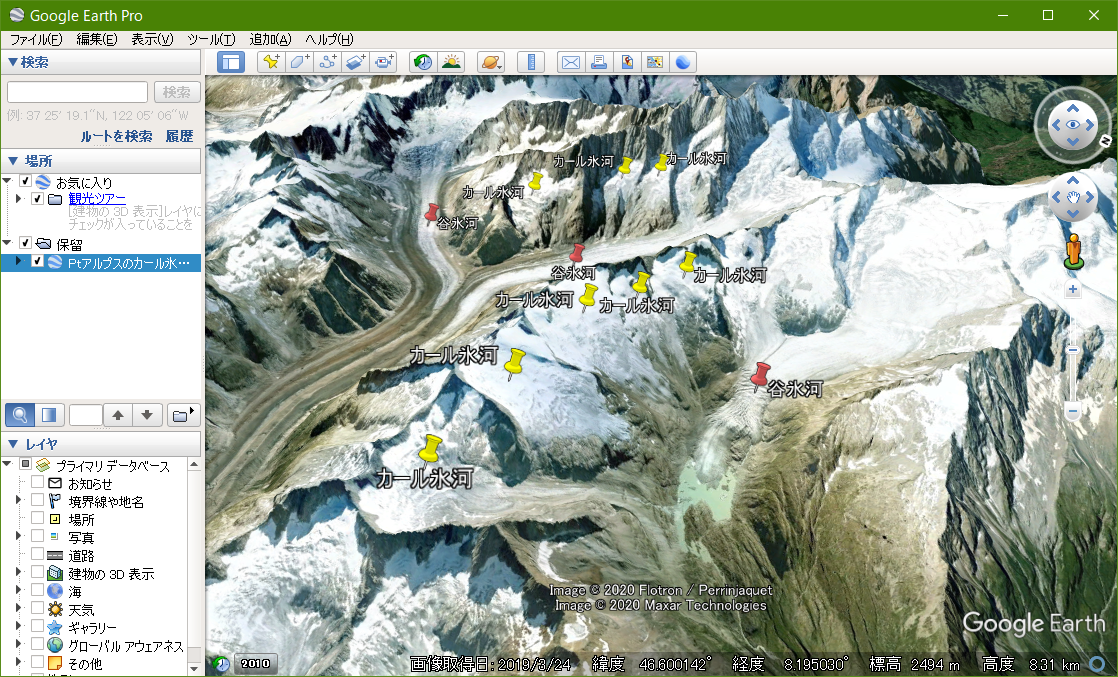 Google Earth Pro
ファイル(F) 編集(E) 表示(V) ツール(T) 追加(A) ヘルプ(H)
検索
検索
例: 37 25' 19.1"N, 122 05' 06"W
ルートを検索 履歴
場所
お気に入り
観光ツアー
[建物の 3D 表示]レイヤに
チェックが入っていることを
保留
Ptアルプスのカール氷…
レイヤ
プライマリ データベース
お知らせ
境界線や地名
場所
写真
道路
建物の 3D 表示
海
天気
ギャラリー
グローバル アウェアネス
その他
カール氷河
カール氷河
カール氷河
谷氷河
谷氷河
カール氷河
カール氷河
カール氷河
カール氷河
谷氷河
カール氷河
N
Image © 2020 Flotron / Perrinjaquet
Image © 2020 Maxar Technologies
Google Earth
2010
画像取得日: 2019/3/24 緯度 46.600142° 経度 8.195030° 標高 2494 m 高度 8.31 km